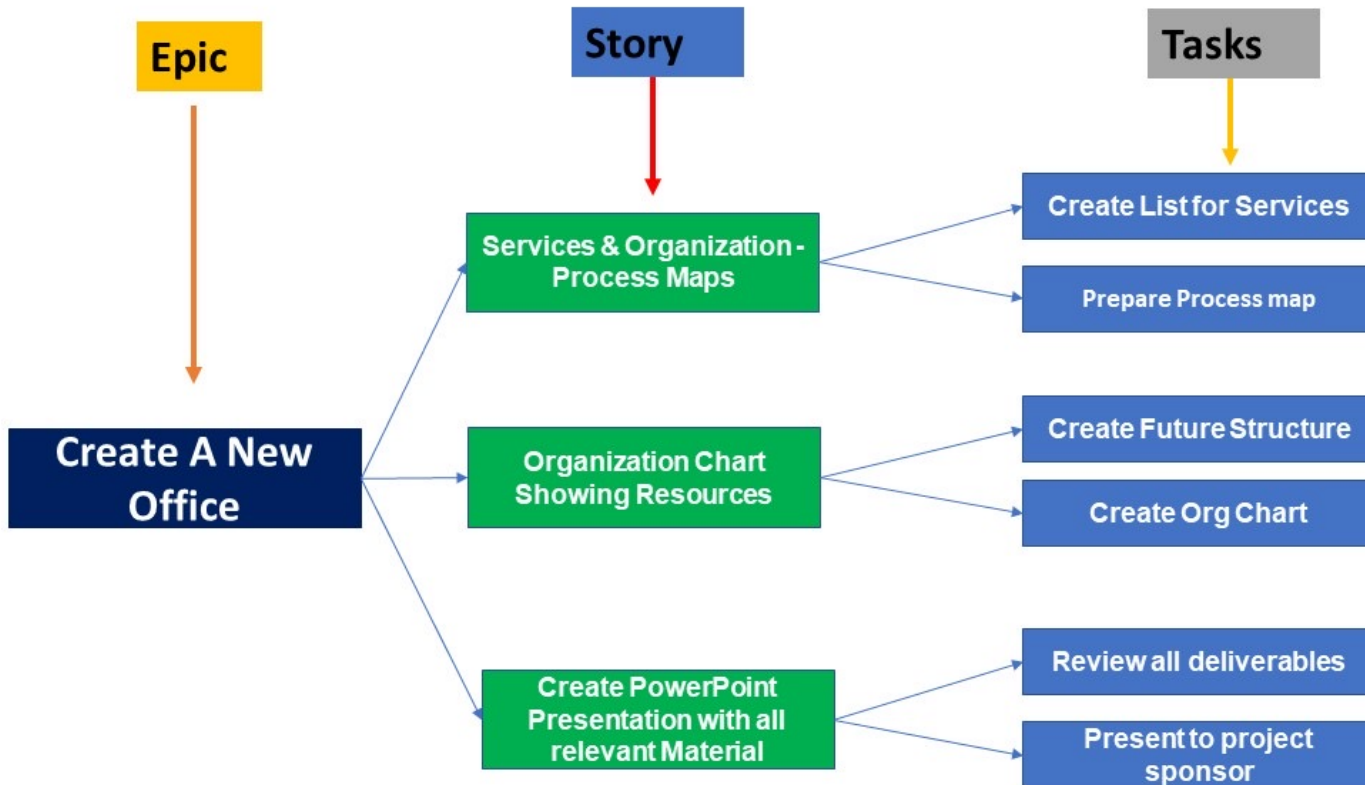 Epic
Story
Tasks
Create A New
Office
Services & Organization -
Process Maps
Organization Chart
Showing Resources
Create PowerPoint
Presentation with all
relevant Material
Create List for Services
Prepare Process map
Create Future Structure
Create Org Chart
Review all deliverables
Present to project
sponsor